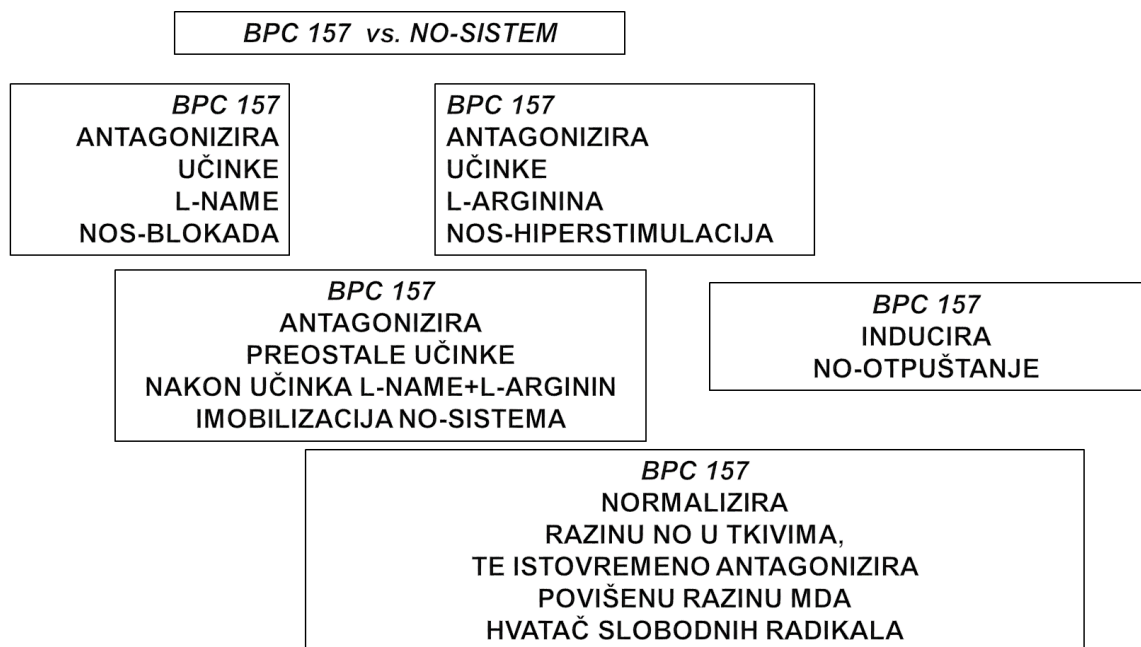 BPC 157 vs. NO-SISTEM
BPC 157
ANTAGONIZIRA
UČINKE
L-NAME
NOS-BLOKADA
BPC 157
ANTAGONIZIRA
UČINKE
L-ARGININA
NOS-HIPERSTIMULACIJA
BPC 157
ANTAGONIZIRA
PREOSTALE UČINKE
NAKON UČINKA L-NAME+L-ARGININ
IMOBILIZACIJA NO-SISTEMA
BPC 157
INDUCIRA
NO-OTPUŠTANJE
BPC 157
NORMALIZIRA
RAZINU NO U TKIVIMA,
TE ISTOVREMENO ANTAGONIZIRA
POVIŠENU RAZINU MDA
HVATAČ SLOBODNIH RADIKALA